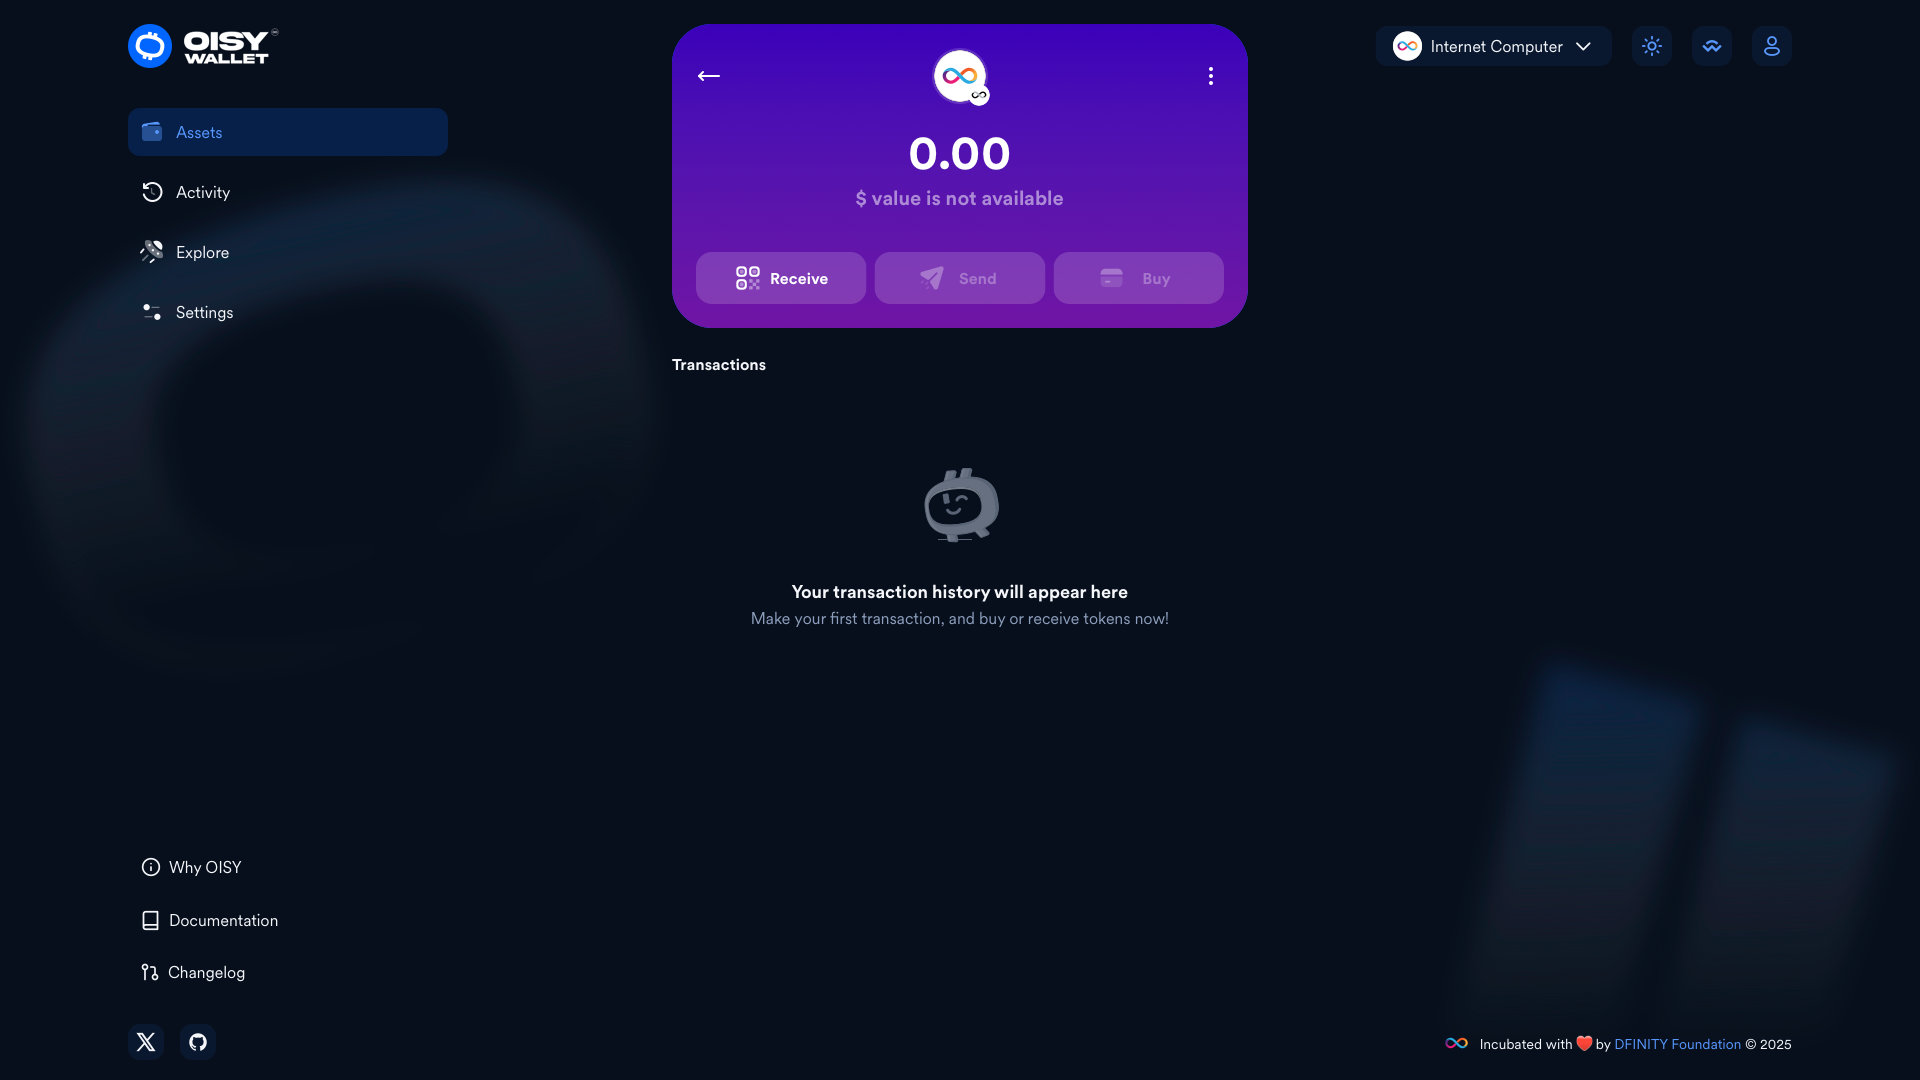 OISY
WALLET
Internet Computer
Assets
Activity
Explore
Settings
0.00
$ value is not available
Receive
Send
Buy
Transactions
Your transaction history will appear here
Make your first transaction, and buy or receive tokens now!
Why OISY
Documentation
Changelog
Incubated with ❤️ by DFINITY Foundation © 2025